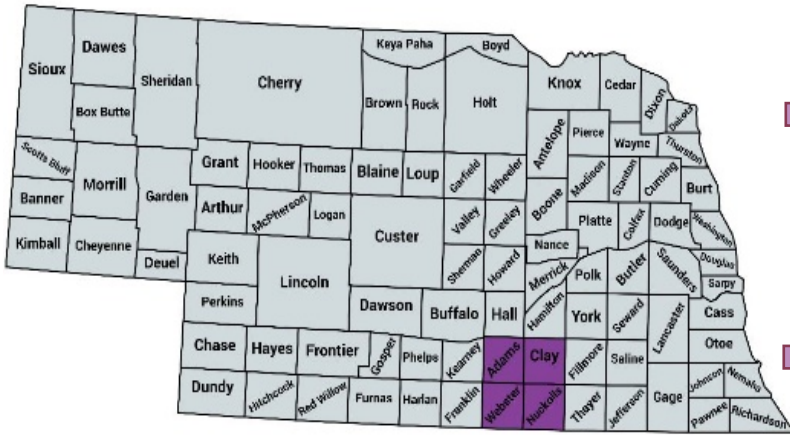 Keya Paha
Boyd
Sioux
Dawes
Sheridan
Cherry
Knox
Cedar
Dixon
Dakota
Box Butte
Brown
Rock
Holt
Antelope
Pierce
Wayne
Thurston
Scotts Bluff
Morrill
Garden
Grant
Hooker
Thomas
Blaine
Loup
Garfield
Wheeler
Madison
Stanton
Cuming
Burt
Banner
Arthur
McPherson
Logan
Custer
Valley
Greeley
Boone
Platte
Colfax
Dodge
Washington
Kimball
Cheyenne
Deuel
Keith
Lincoln
Sherman
Howard
Nance
Merrick
Polk
Butler
Saunders
Douglas
Sarpy
Perkins
Dawson
Buffalo
Hall
Hamilton
York
Seward
Lancaster
Cass
Otoe
Chase
Hayes
Frontier
Gosper
Phelps
Kearney
Adams
Clay
Fillmore
Saline
Johnson
Nemaha
Dundy
Hitchcock
Red Willow
Furnas
Harlan
Franklin
Webster
Nuckolls
Thayer
Jefferson
Gage
Pawnee
Richardson